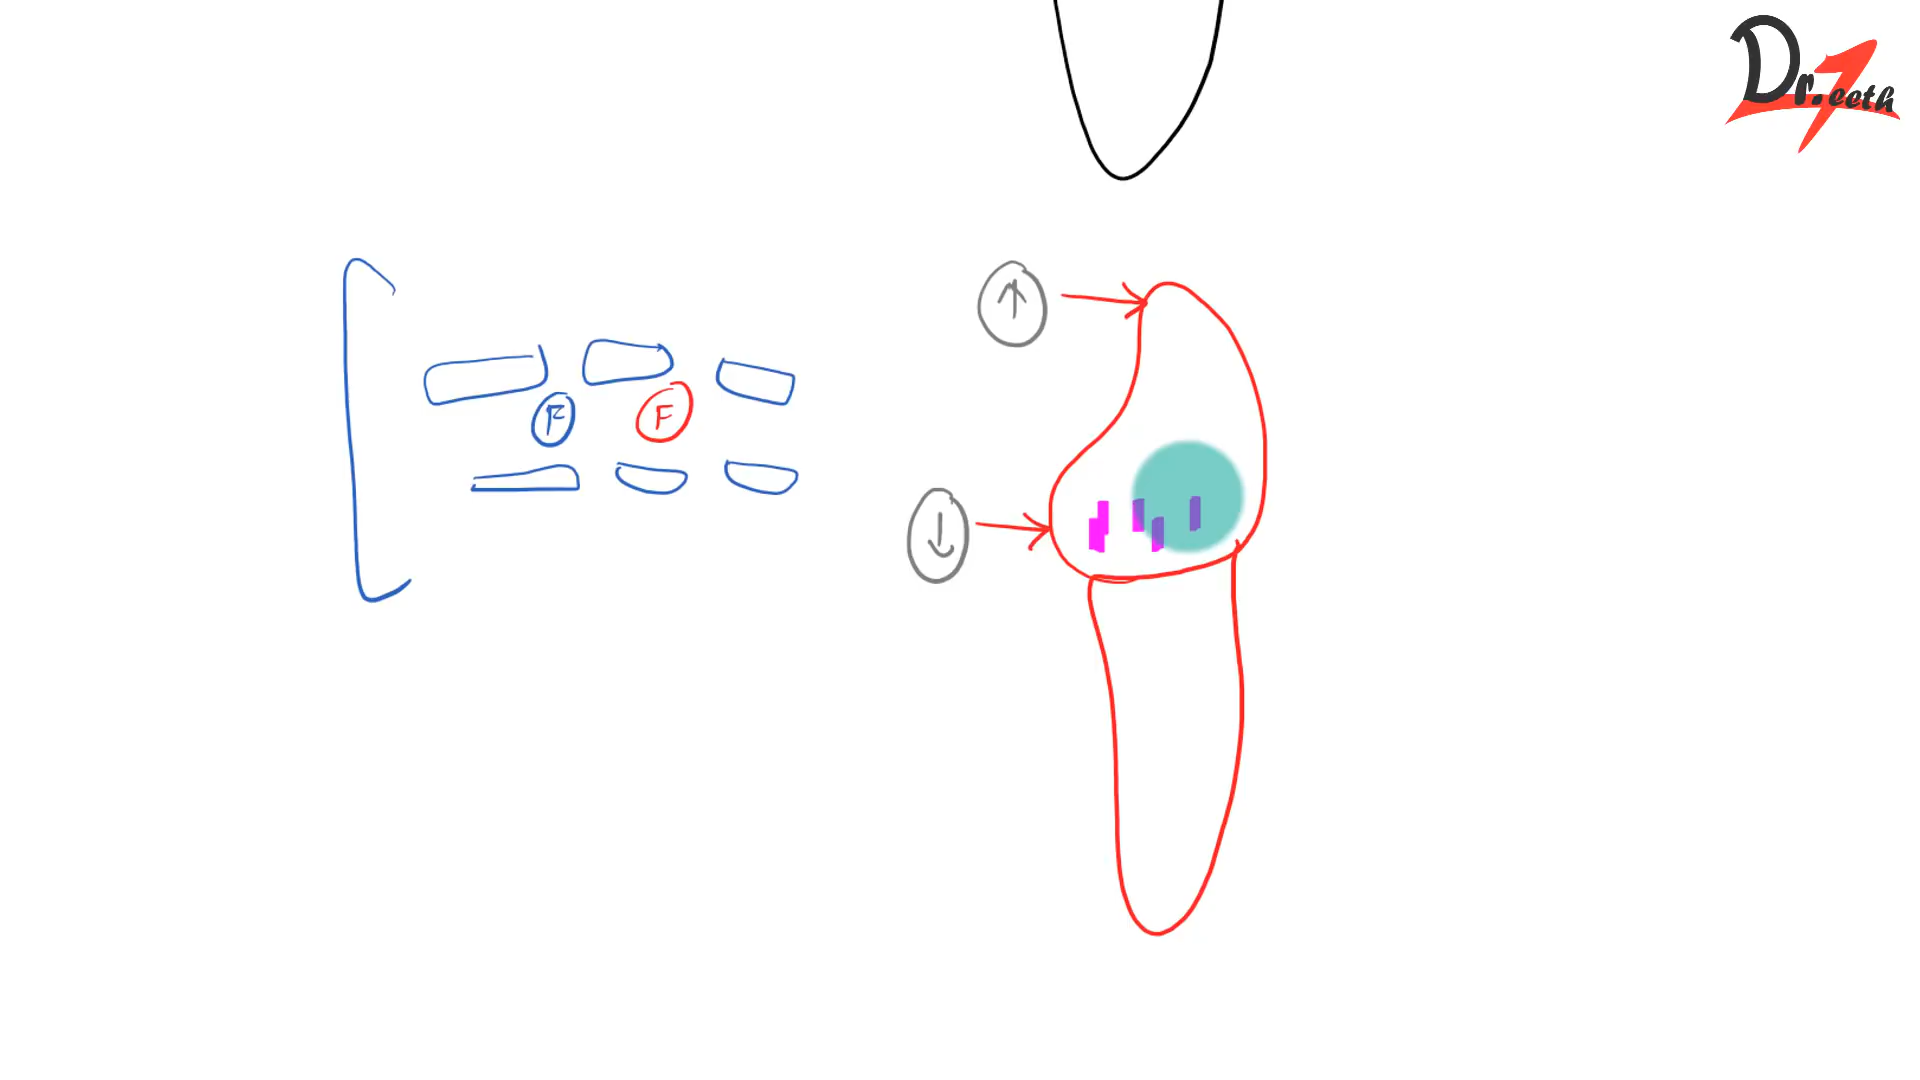 Dr. Teeth
↑
F F
↓